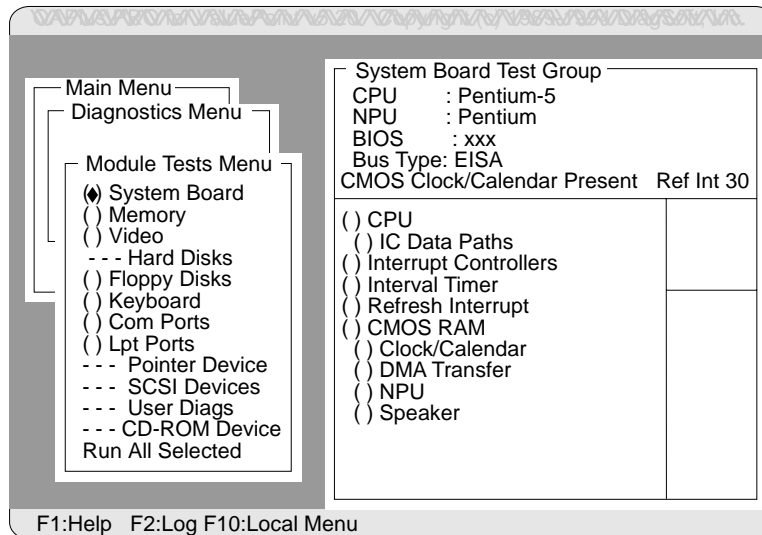 Main Menu
Diagnostics Menu
Module Tests Menu
(♦) System Board
( ) Memory
( ) Video
- - - Hard Disks
( ) Floppy Disks
( ) Keyboard
( ) Com Ports
( ) Lpt Ports
- - - Pointer Device
- - - SCSI Devices
- - - User Diags
- - - CD-ROM Device
Run All Selected
System Board Test Group
CPU : Pentium-5
NPU : Pentium
BIOS : xxx
Bus Type: EISA
CMOS Clock/Calendar Present Ref Int 30
( ) CPU
( ) IC Data Paths
( ) Interrupt Controllers
( ) Interval Timer
( ) Refresh Interrupt
( ) CMOS RAM
( ) Clock/Calendar
( ) DMA Transfer
( ) NPU
( ) Speaker
F1:Help F2:Log F10:Local Menu